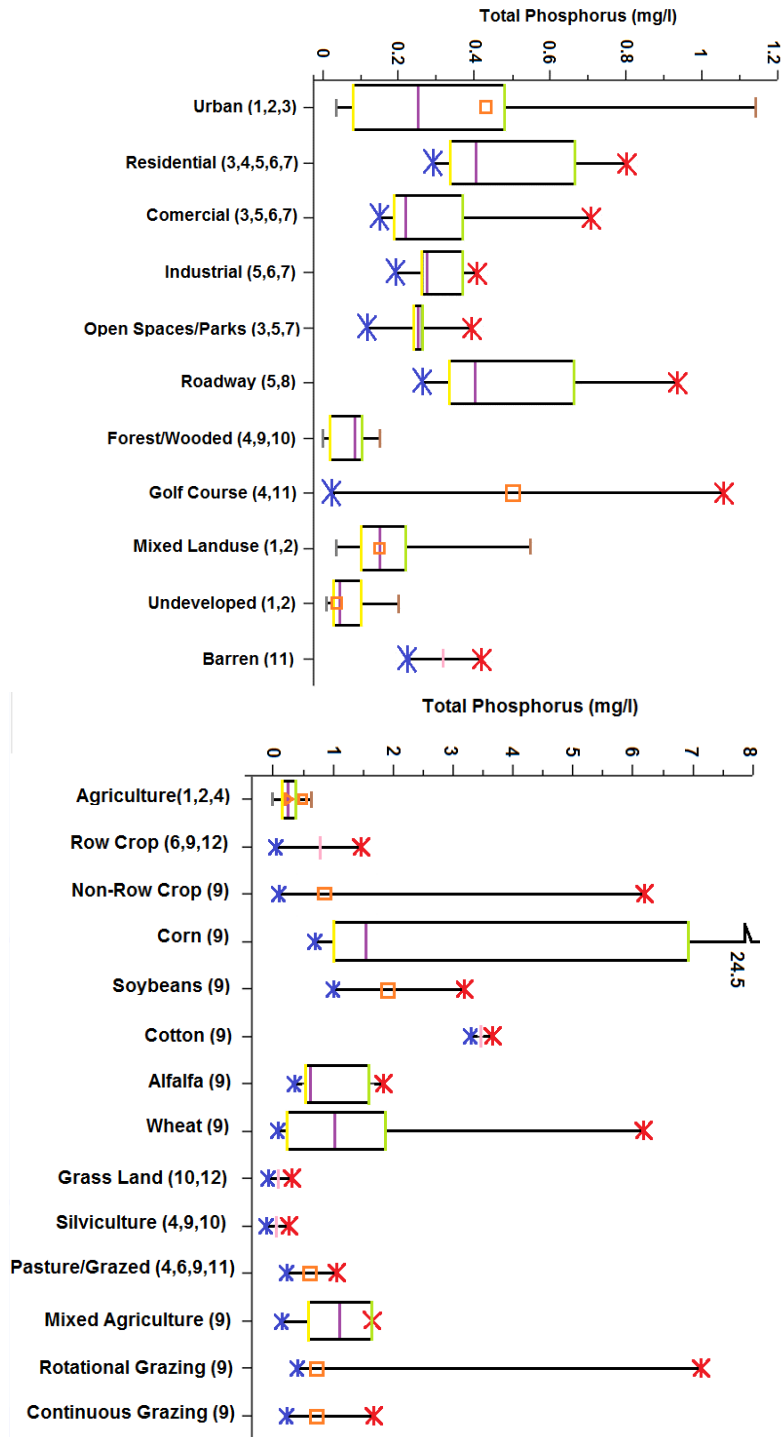 Total Phosphorus (mg/l)
0 0.2 0.4 0.6 0.8 1 1.2
Urban (1,2,3)
Residential (3,4,5,6,7)
Comercial (3,5,6,7)
Industrial (5,6,7)
Open Spaces/Parks (3,5,7)
Roadway (5,8)
Forest/Wooded (4,9,10)
Golf Course (4,11)
Mixed Landuse (1,2)
Undeveloped (1,2)
Barren (11)
Total Phosphorus (mg/l)
0 1 2 3 4 5 6 7 8
Agriculture(1,2,4)
Row Crop (6,9,12)
Non-Row Crop (9)
Corn (9)
24.5
Soybeans (9)
Cotton (9)
Alfalfa (9)
Wheat (9)
Grass Land (10,12)
Silviculture (4,9,10)
Pasture/Grazed (4,6,9,11)
Mixed Agriculture (9)
Rotational Grazing (9)
Continuous Grazing (9)